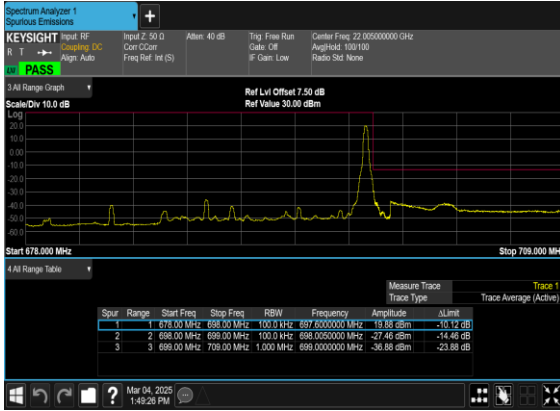 Spectrum Analyzer 1
Spurious Emissions
+
KEYSIGHT Input: RF Input Z: 50 Ω Atten: 40 dB Trig: Free Run Center Freq: 22.005000000 GHz
R T Coupling: DC Corr CCorr Gate: Off Avg|Hold: 100/100
Align: Auto Freq Ref: Int (S) IF Gain: Low Radio Std: None
PASS
3 All Range Graph
Ref Lvl Offset 7.50 dB
Scale/Div 10.0 dB Ref Value 30.00 dBm
Log
20.0
10.0
0.00
-10.0
-20.0
-30.0
-40.0
-50.0
-60.0
Start 678.000 MHz Stop 709.000 MH
4 All Range Table
Measure Trace Trace 1
Trace Type Trace Average (Active)
Spur Range Start Freq Stop Freq RBW Frequency Amplitude ΔLimit
1 1 678.00 MHz 698.00 MHz 100.0 kHz 697.6000000 MHz 19.88 dBm -10.12 dB
2 2 698.00 MHz 699.00 MHz 100.0 kHz 698.0050000 MHz -27.46 dBm -14.46 dB
3 3 699.00 MHz 709.00 MHz 1.000 MHz 699.0000000 MHz -36.88 dBm -23.88 dB
? Mar 04, 2025
1:49:26 PM